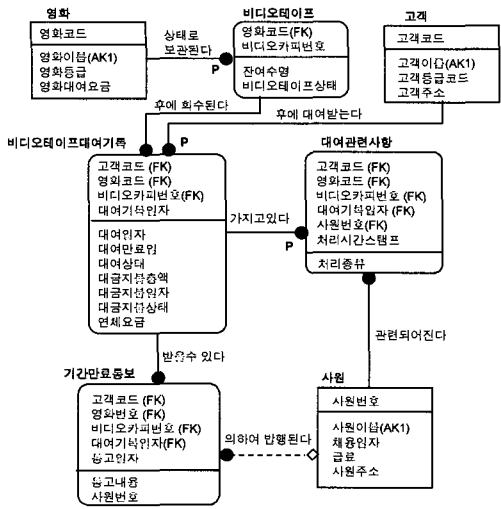 영화
영화코드
영화이름(AK1)
영화등급
영화대여요금
상태로
보관된다
P
비디오테이프
영화코드(FK)
비디오카피번호
잔여수명
비디오테이프상태
고객
고객코드
고객이름(AK1)
고객등급코드
고객주소
후에 회수된다
후에 대여받는다
P
비디오테이프대여기록
고객코드 (FK)
영화코드 (FK)
비디오카피번호(FK)
대여기록일자
대여일자
대여만료일
대여상태
대금지불총액
대금지불일자
대금지불상태
연체요금
가지고있다
P
대여관련사항
고객코드 (FK)
영화코드 (FK)
비디오카피번호 (FK)
대여기록일자 (FK)
사원번호(FK)
처리시간스탬프
처리종류
받을수 있다
관련되어진다
기간만료통보
고객코드 (FK)
영화번호 (FK)
비디오카피번호 (FK)
대여기록일자(FK)
통고일자
통고내용
사원번호
의하여 발행된다
사원
사원번호
사원이름(AK1)
채용일자
급료
사원주소